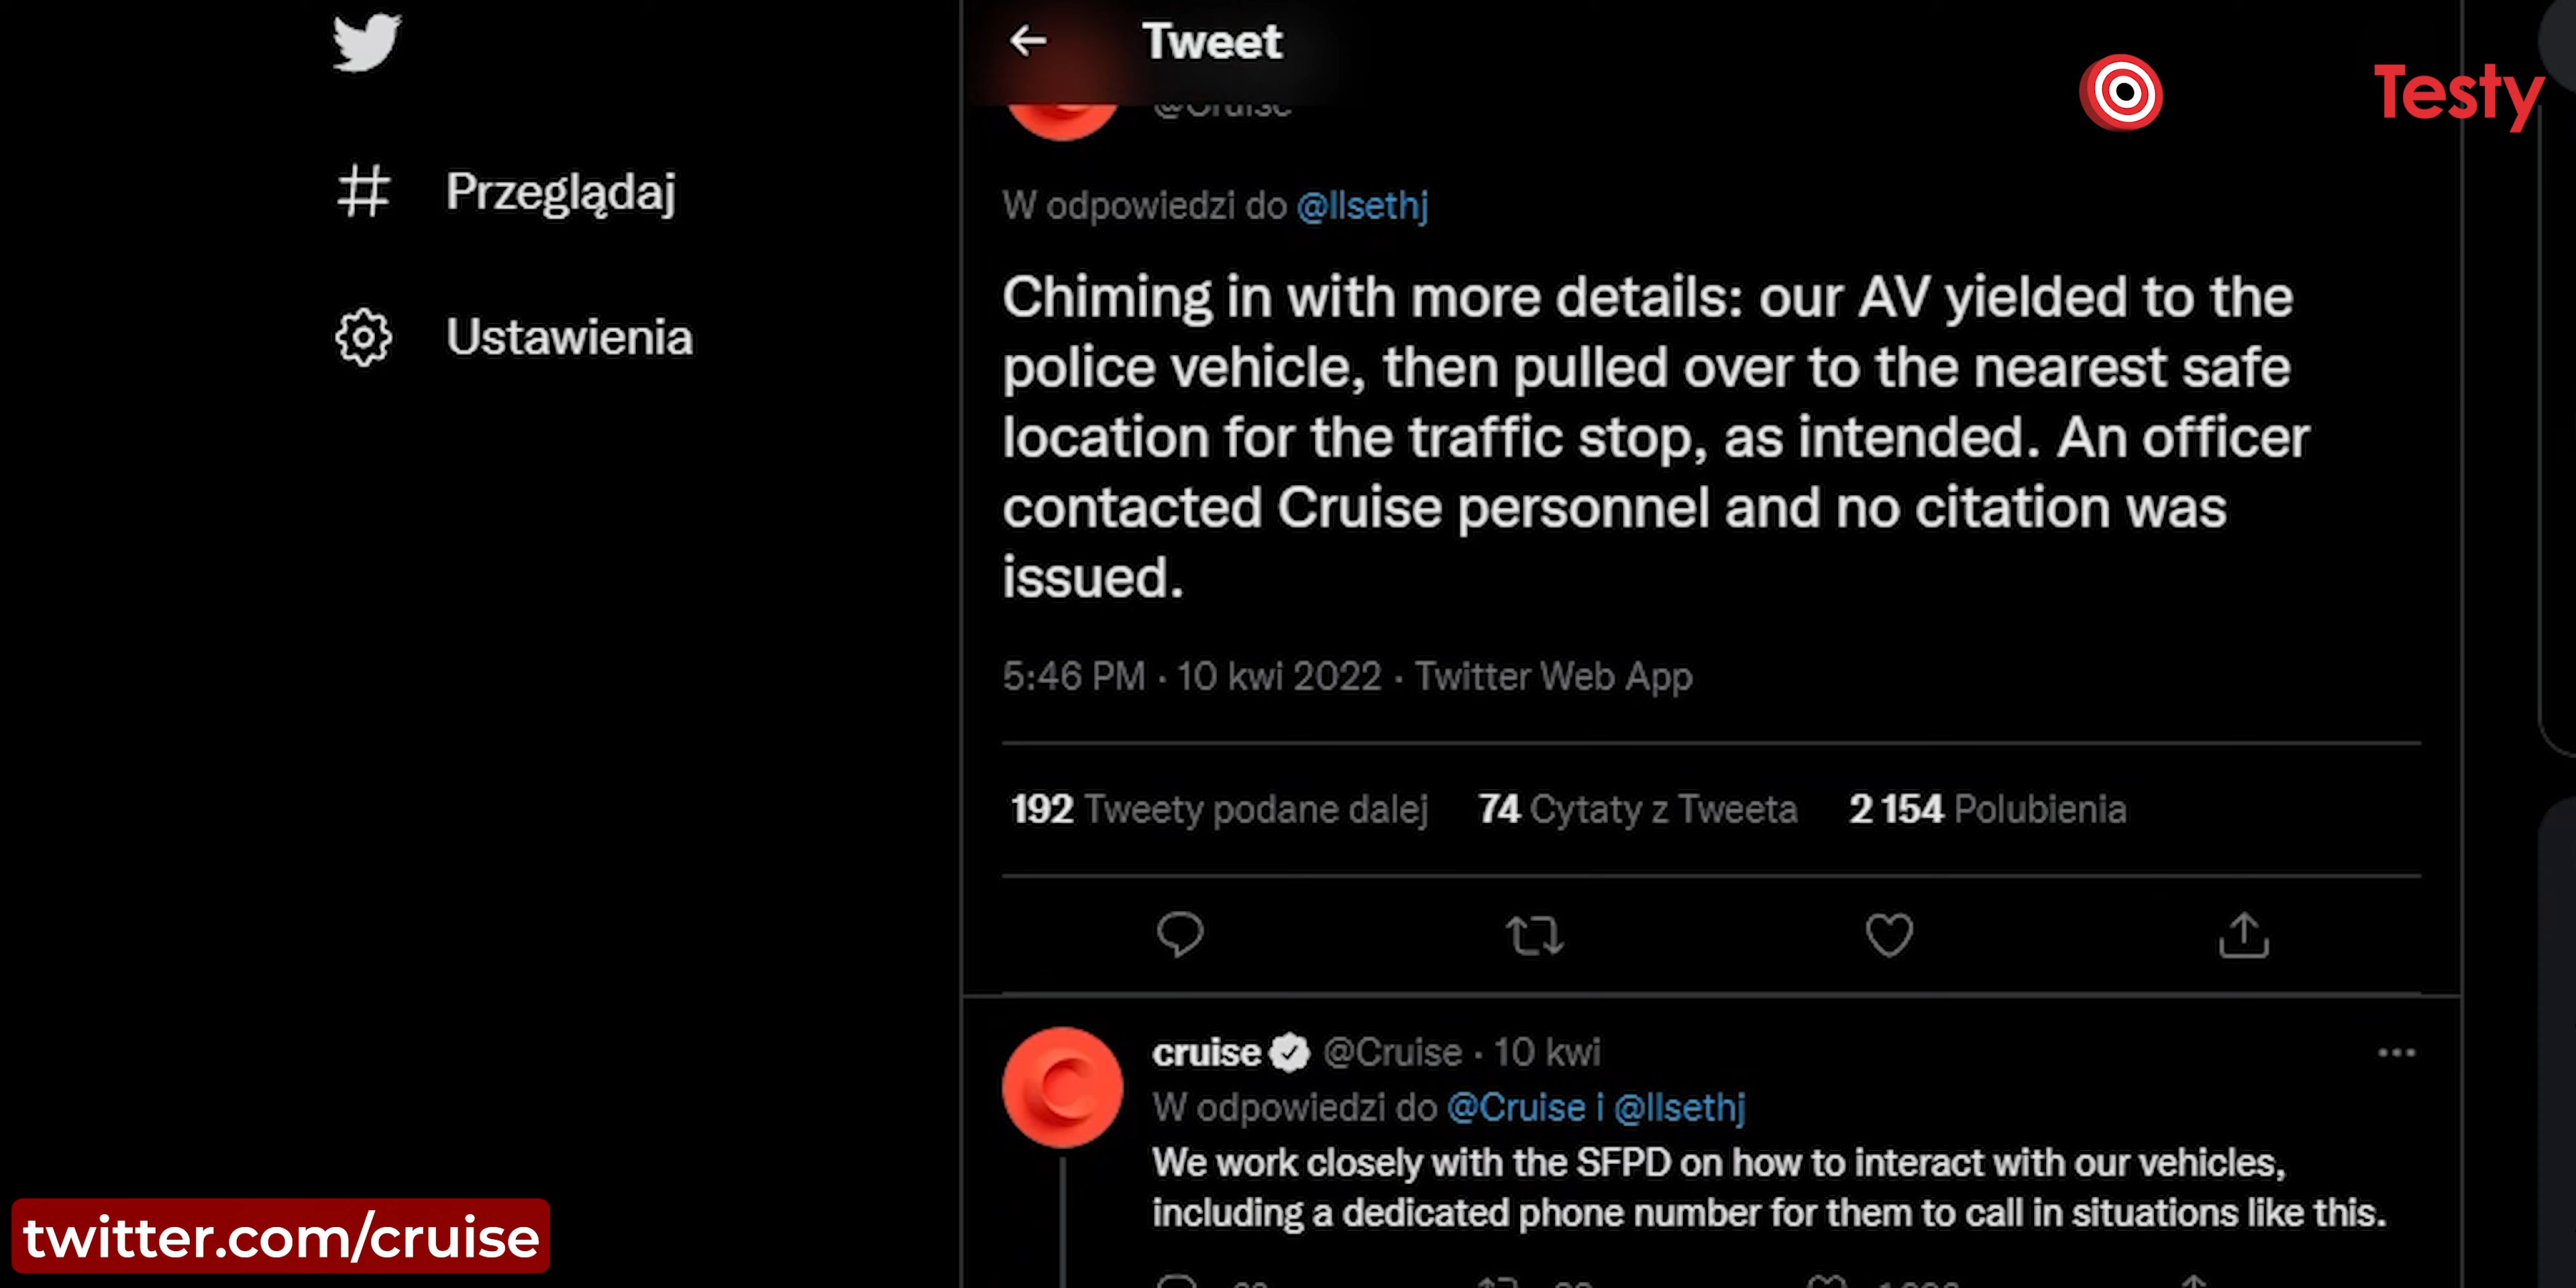 Tweet
Testy
@Cruise
Przeglądaj
Ustawienia
W odpowiedzi do @llsethj
Chiming in with more details: our AV yielded to the
police vehicle, then pulled over to the nearest safe
location for the traffic stop, as intended. An officer
contacted Cruise personnel and no citation was
issued.
5:46 PM · 10 kwi 2022 · Twitter Web App
192 Tweety podane dalej 74 Cytaty z Tweeta 2 154 Polubienia
cruise @Cruise · 10 kwi
W odpowiedzi do @Cruise i @llsethj
We work closely with the SFPD on how to interact with our vehicles,
including a dedicated phone number for them to call in situations like this.
twitter.com/cruise